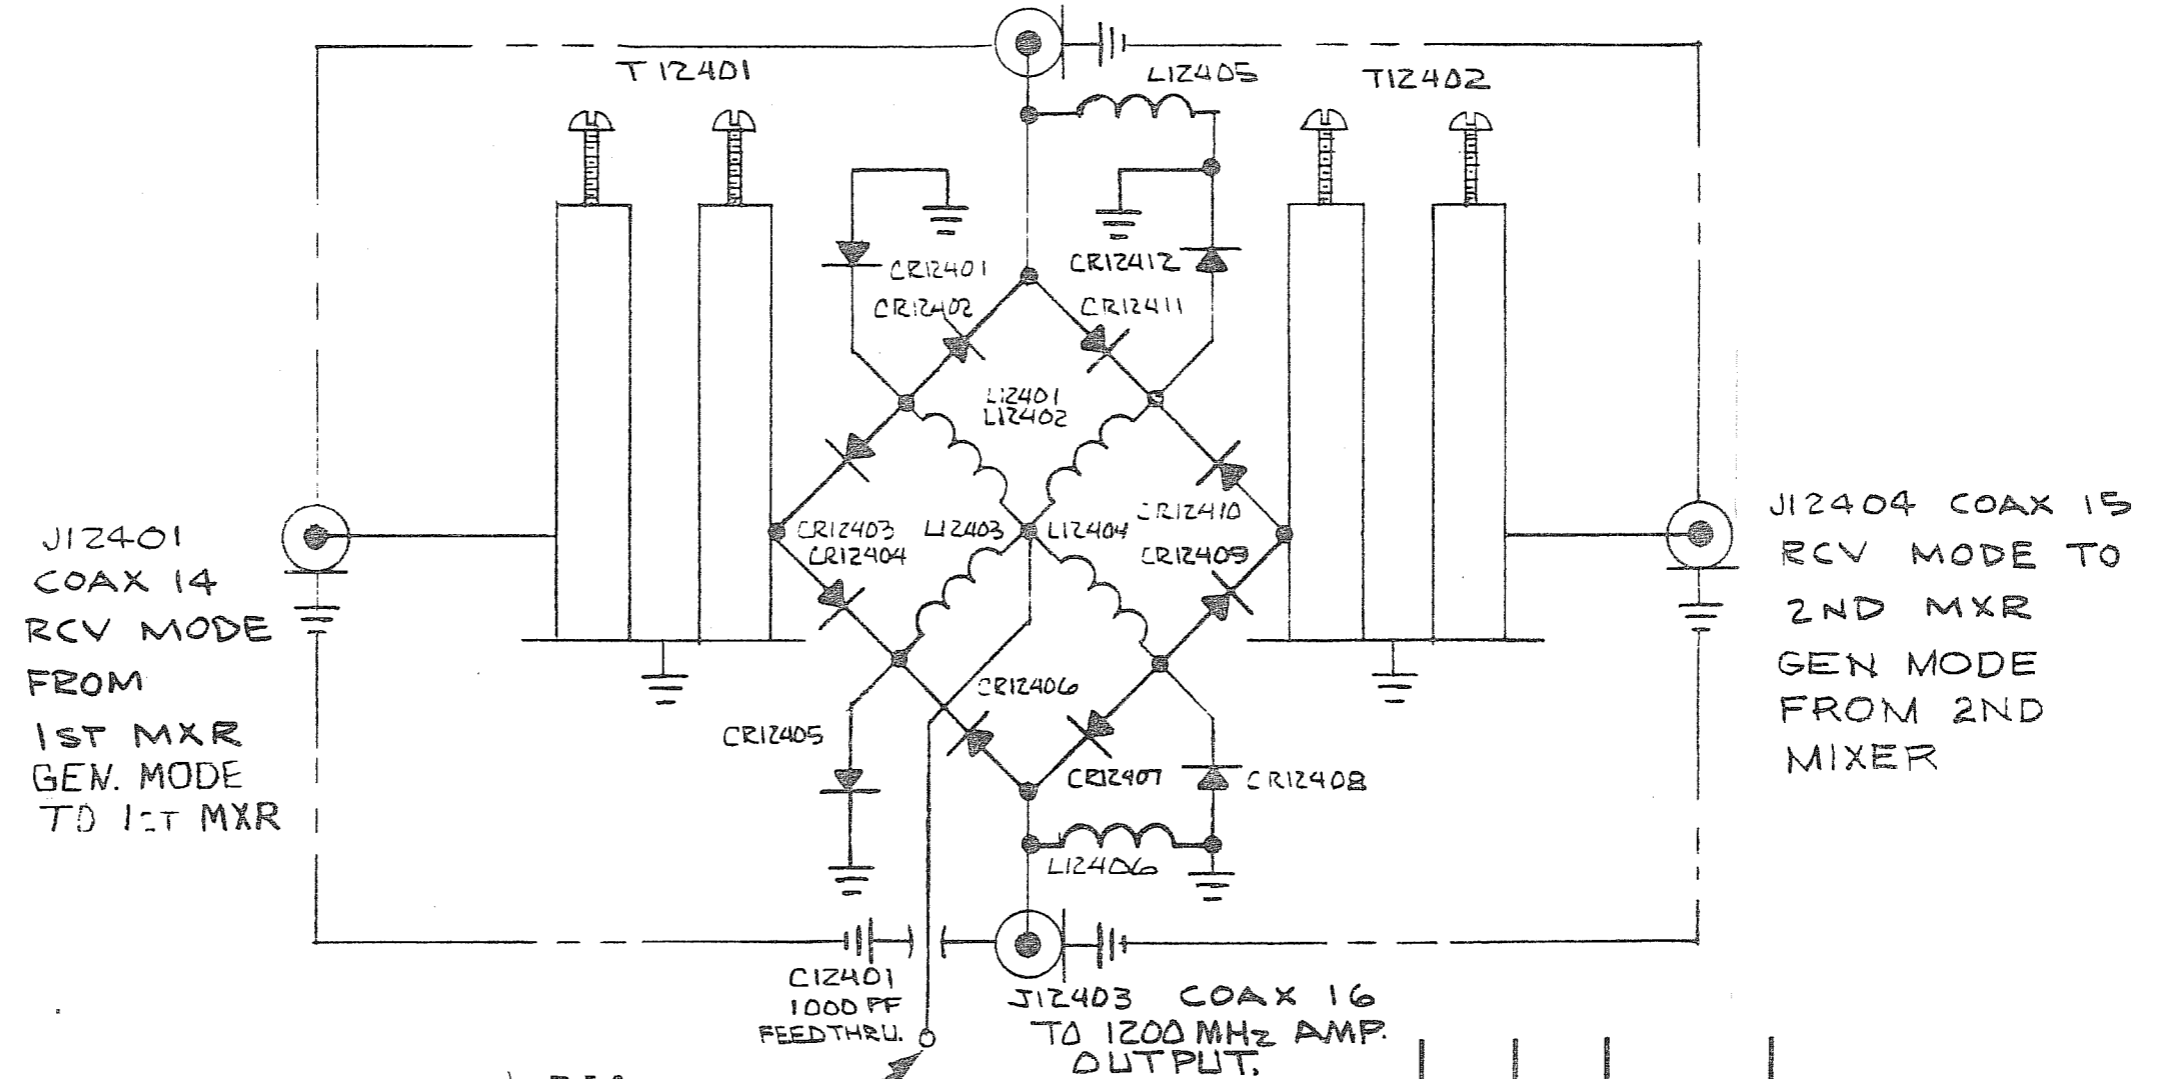 T12401
L12405
T12402
CR12401
CR12412
CR12402
CR12411
L12401
L12402
CR12403
L12403
L12404
CR12410
CR12404
CR12409
J12401
COAX 14
RCV MODE
FROM
1ST MXR
GEN. MODE
TO 1ST MXR
J12404 COAX 15
RCV MODE TO
2ND MXR
GEN MODE
FROM 2ND
MIXER
CR12405
CR12406
CR12407
CR12408
L12406
C12401
1000 PF
FEEDTHRU.
J12403 COAX 16
TO 1200 MHz AMP.
OUTPUT.